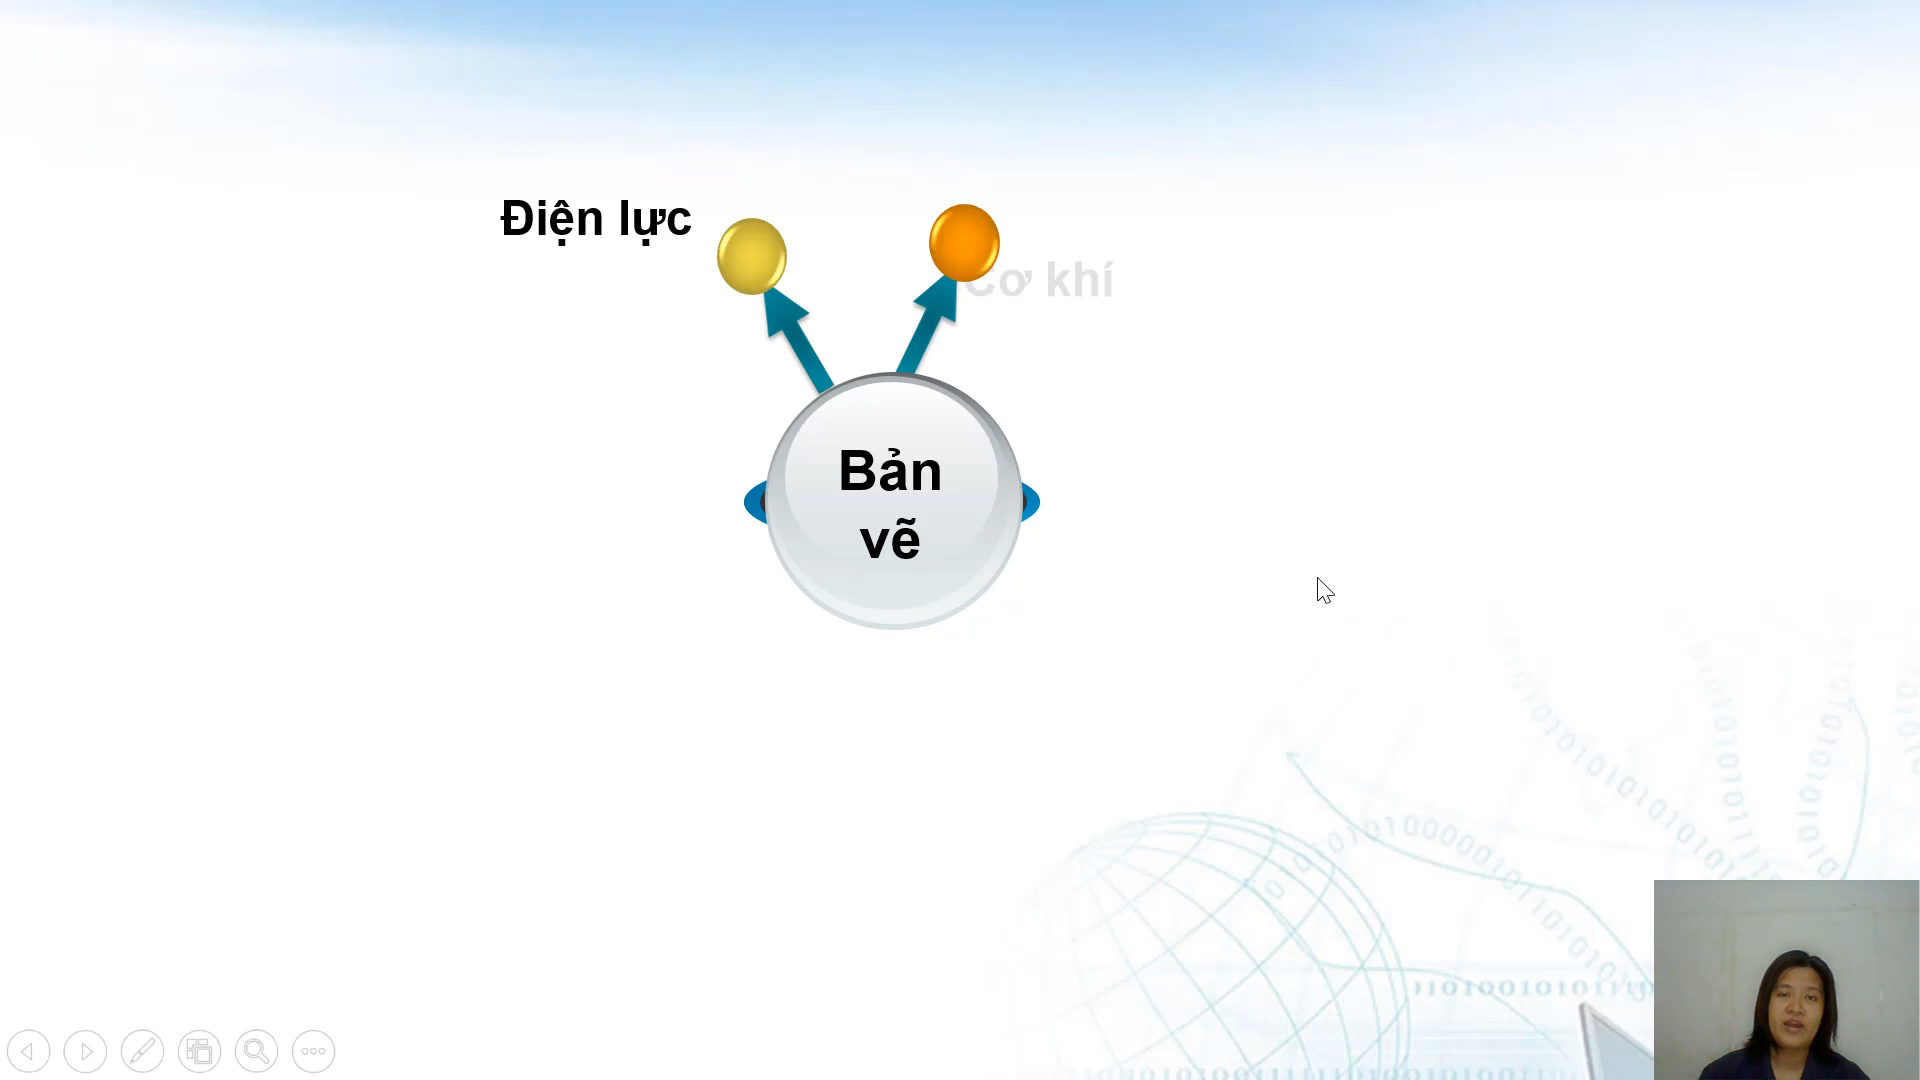 Điện lực
Cơ khí
Bản
vẽ